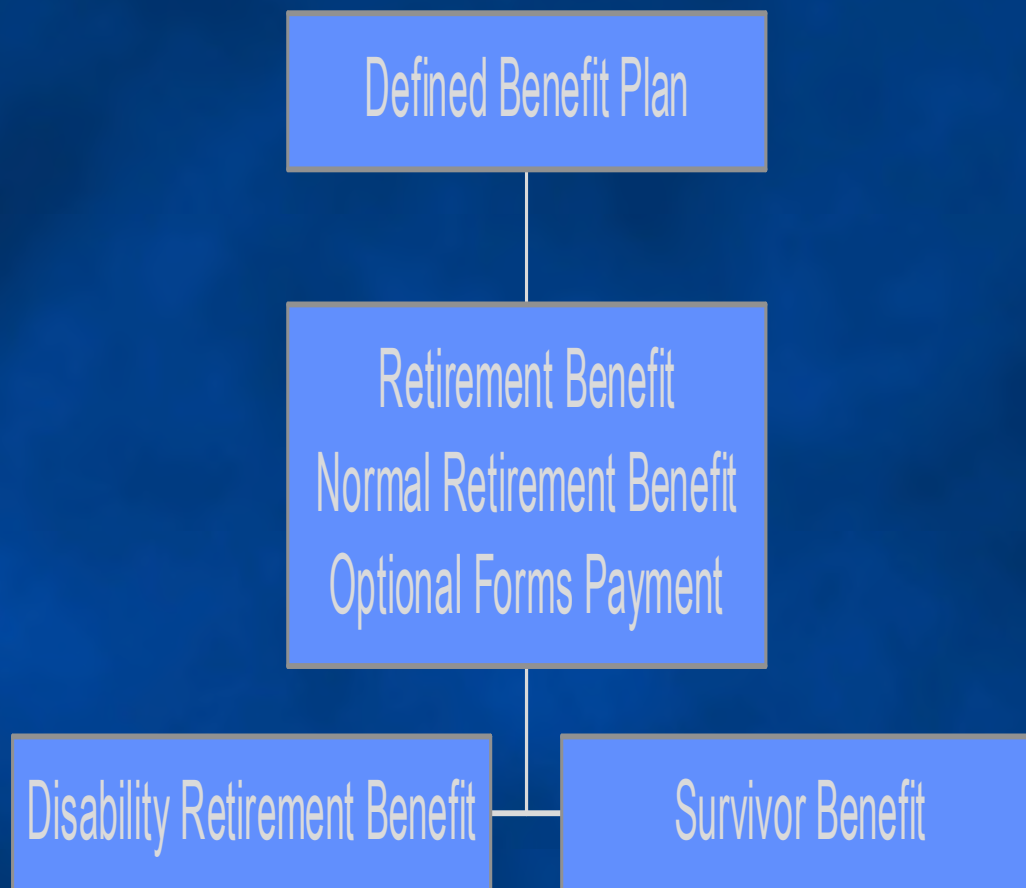 Defined Benefit Plan
Retirement Benefit
Normal Retirement Benefit
Optional Forms Payment
Disability Retirement Benefit
Survivor Benefit